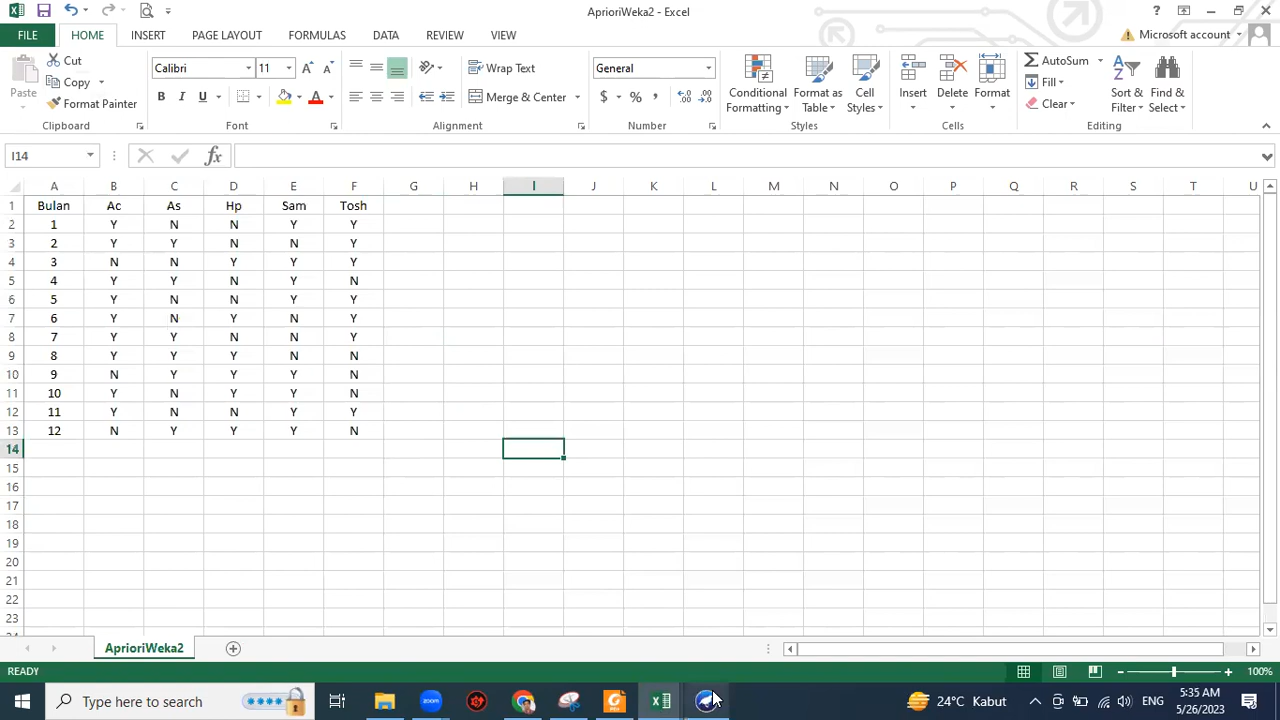 AprioriWeka2 - Excel
FILE HOME INSERT PAGE LAYOUT FORMULAS DATA REVIEW VIEW Microsoft account
Paste
Cut
Copy
Format Painter
Clipboard
Calibri 11
B I U
Font
Wrap Text
Merge & Center
Alignment
General
$ % ,
Number
Conditional Formatting
Format as Table
Cell Styles
Styles
Insert
Delete
Format
Cells
AutoSum
Fill
Clear
Sort & Filter
Find & Select
Editing
I14 fx
A B C D E F G H I J K L M N O P Q R S T U
1 Bulan Ac As Hp Sam Tosh
2 1 Y N N Y Y
3 2 Y Y N N Y
4 3 N N Y Y Y
5 4 Y Y N Y N
6 5 Y N N Y Y
7 6 Y N Y N Y
8 7 Y Y N N Y
9 8 Y Y Y N N
10 9 N Y Y Y N
11 10 Y N Y Y N
12 11 Y N N Y Y
13 12 N Y Y Y N
14
15
16
17
18
19
20
21
22
23
AprioriWeka2
READY 100%
Type here to search zoom 24°C Kabut ENG 5:35 AM
5/26/2023